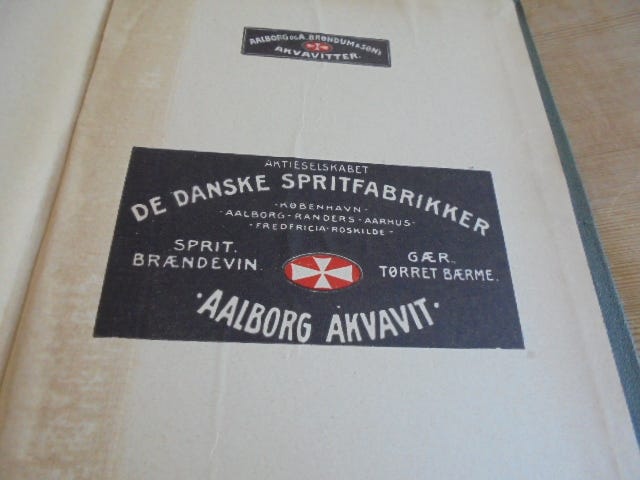 AALBORG OG A. BRØNDUM & SØNS
AKVAVITTER.
AKTIESELSKABET
DE DANSKE SPRITFABRIKKER
·KØBENHAVN·
·AALBORG·RANDERS·AARHUS·
·FREDERICIA·ROSKILDE·
SPRIT.
BRÆNDEVIN.
GÆR.
TØRRET BÆRME.
·AALBORG AKVAVIT·